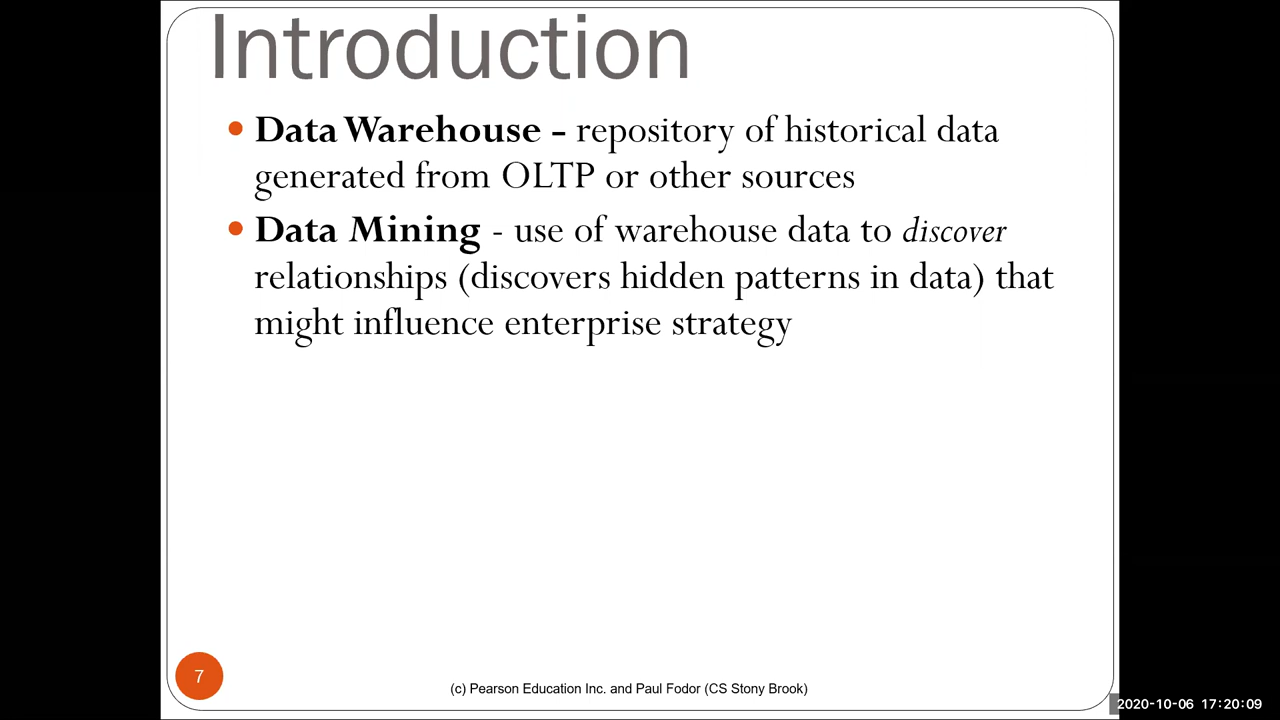 Introduction
• Data Warehouse - repository of historical data
generated from OLTP or other sources
• Data Mining - use of warehouse data to discover
relationships (discovers hidden patterns in data) that
might influence enterprise strategy
7
(c) Pearson Education Inc. and Paul Fodor (CS Stony Brook)
2020-10-06 17:20:09